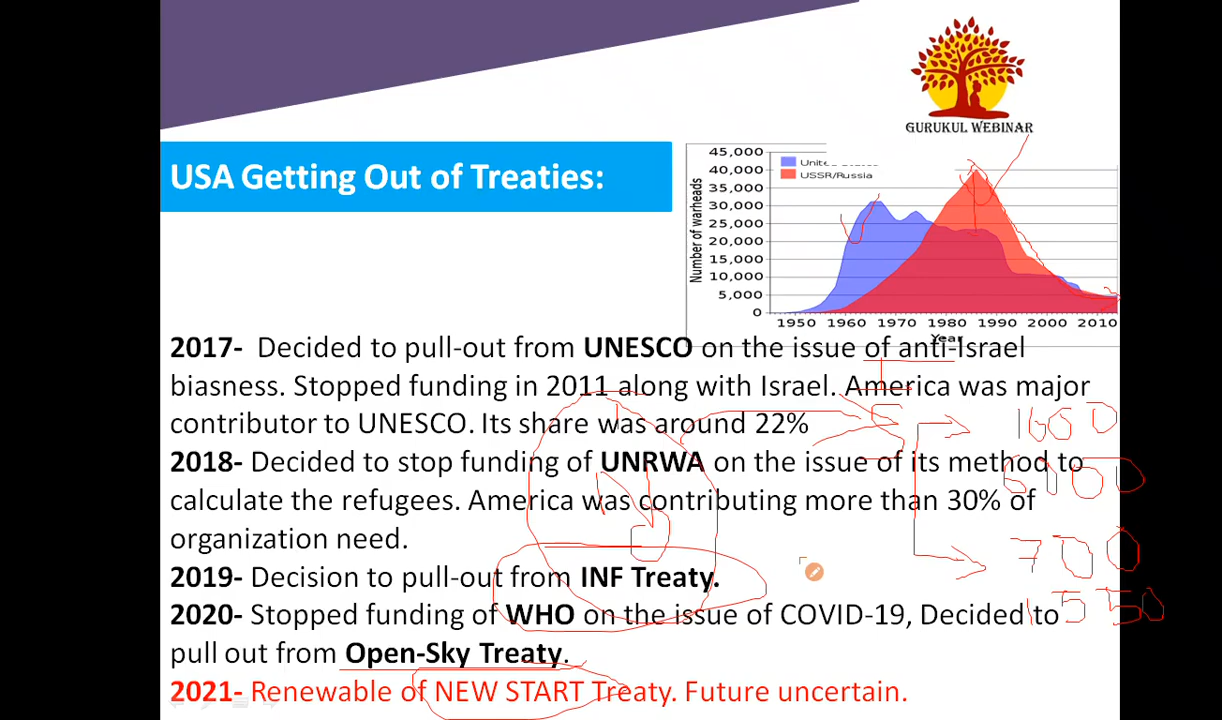 GURUKUL WEBINAR
USA Getting Out of Treaties:
45,000
40,000
35,000
30,000
25,000
20,000
15,000
10,000
5,000
0
Number of warheads
USSR/Russia
1950 1960 1970 1980 1990 2000 2010
Year
2017- Decided to pull-out from UNESCO on the issue of anti-Israel
biasness. Stopped funding in 2011 along with Israel. America was major
contributor to UNESCO. Its share was around 22%
1600
2018- Decided to stop funding of UNRWA on the issue of its method to
calculate the refugees. America was contributing more than 30% of
organization need.
700
2019- Decision to pull-out from INF Treaty.
1550
2020- Stopped funding of WHO on the issue of COVID-19, Decided to
pull out from Open-Sky Treaty.
2021- Renewable of NEW START Treaty. Future uncertain.